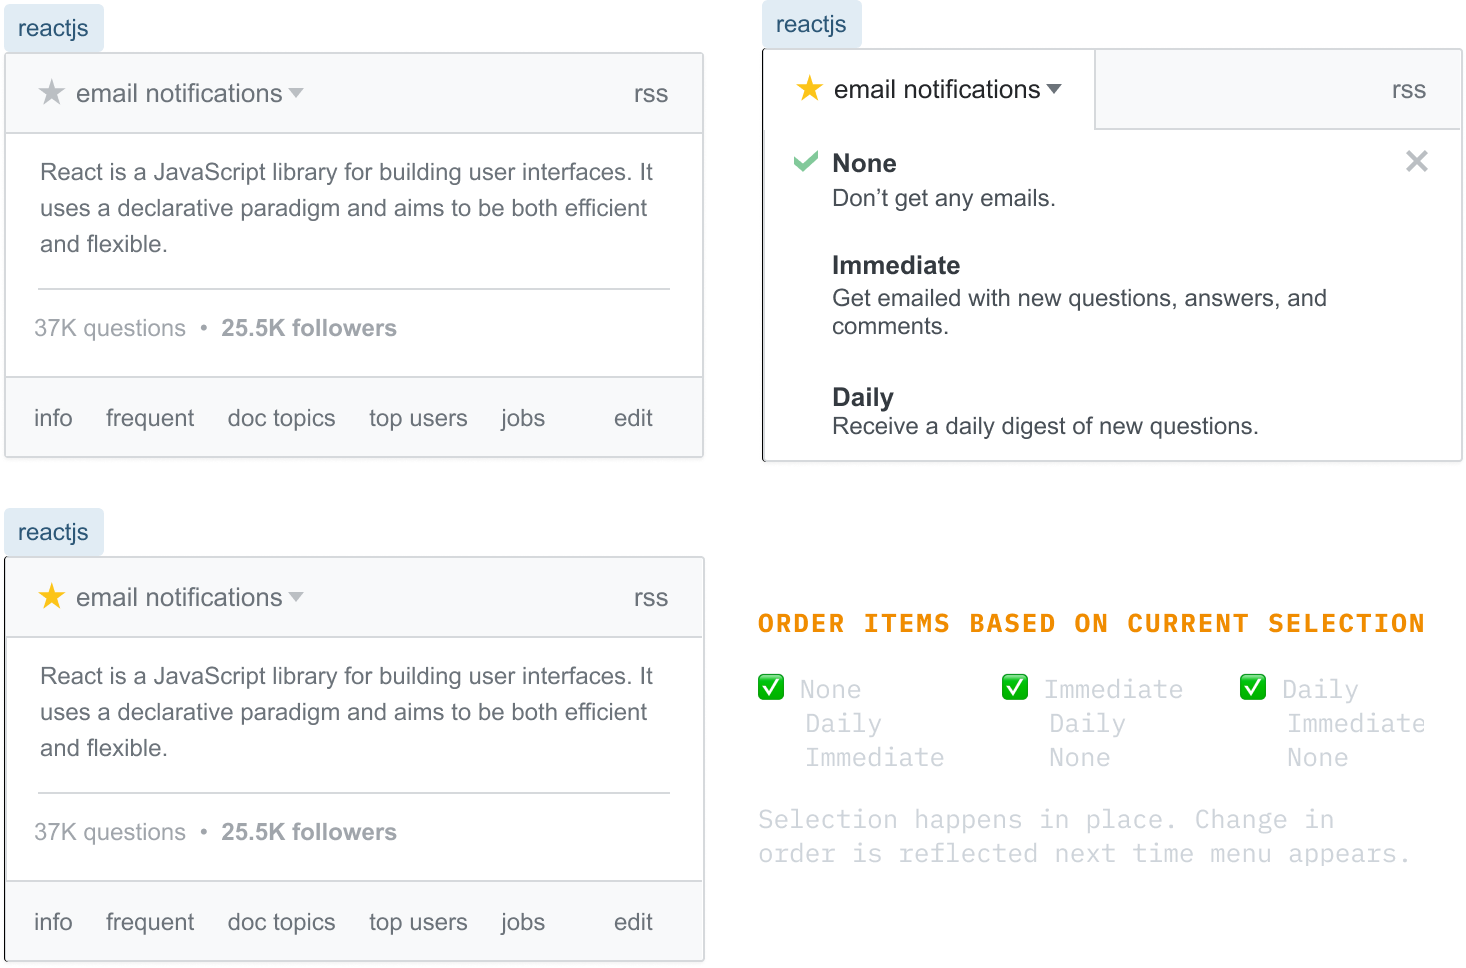 reactjs
email notifications
rss
React is a JavaScript library for building user interfaces. It
uses a declarative paradigm and aims to be both efficient
and flexible.
37K questions • 25.5K followers
info frequent doc topics top users jobs edit
reactjs
email notifications
rss
None
Don’t get any emails.
Immediate
Get emailed with new questions, answers, and
comments.
Daily
Receive a daily digest of new questions.
reactjs
email notifications
rss
React is a JavaScript library for building user interfaces. It
uses a declarative paradigm and aims to be both efficient
and flexible.
37K questions • 25.5K followers
info frequent doc topics top users jobs edit
ORDER ITEMS BASED ON CURRENT SELECTION
✅ None
Daily
Immediate
✅ Immediate
Daily
None
✅ Daily
Immediate
None
Selection happens in place. Change in
order is reflected next time menu appears.